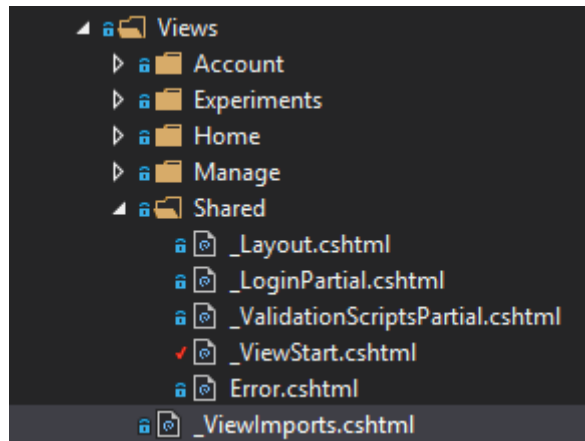 Views
Account
Experiments
Home
Manage
Shared
_Layout.cshtml
_LoginPartial.cshtml
_ValidationScriptsPartial.cshtml
_ViewStart.cshtml
Error.cshtml
_ViewImports.cshtml